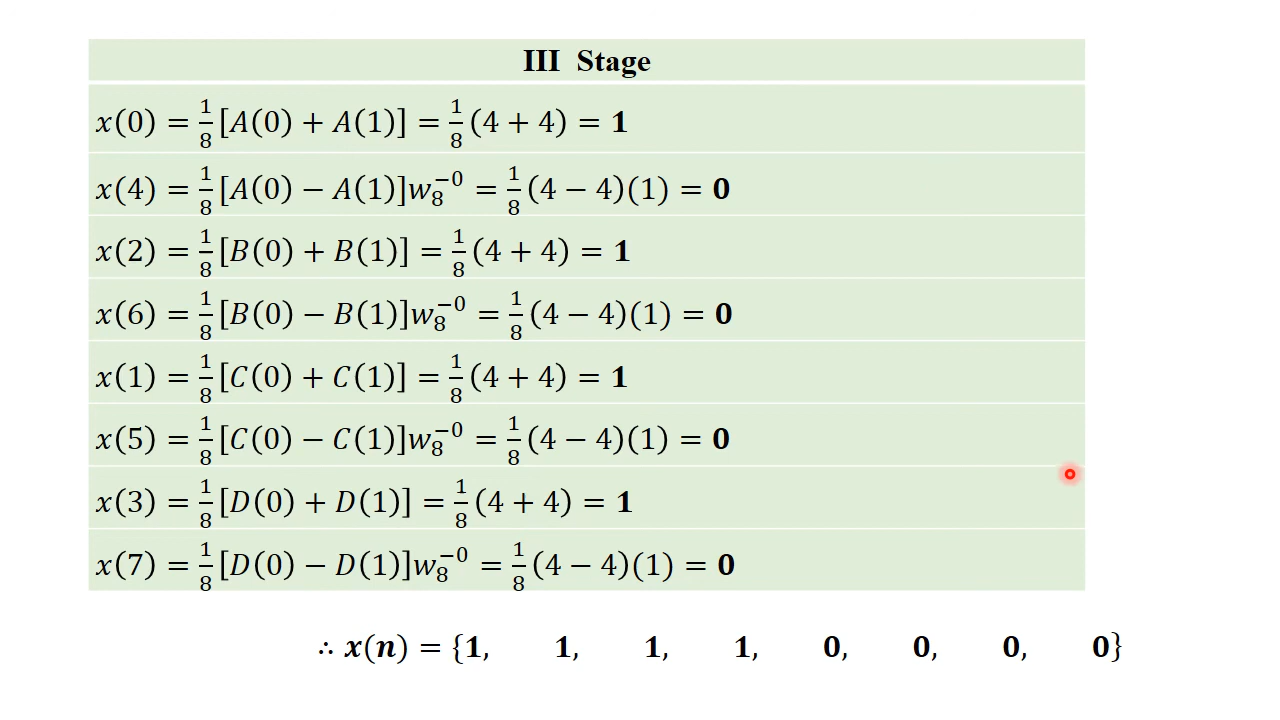 III Stage
x(0) = 1/8 [A(0) + A(1)] = 1/8 (4 + 4) = 1
x(4) = 1/8 [A(0) − A(1)]w₈⁻⁰ = 1/8 (4 − 4)(1) = 0
x(2) = 1/8 [B(0) + B(1)] = 1/8 (4 + 4) = 1
x(6) = 1/8 [B(0) − B(1)]w₈⁻⁰ = 1/8 (4 − 4)(1) = 0
x(1) = 1/8 [C(0) + C(1)] = 1/8 (4 + 4) = 1
x(5) = 1/8 [C(0) − C(1)]w₈⁻⁰ = 1/8 (4 − 4)(1) = 0
x(3) = 1/8 [D(0) + D(1)] = 1/8 (4 + 4) = 1
x(7) = 1/8 [D(0) − D(1)]w₈⁻⁰ = 1/8 (4 − 4)(1) = 0
∴ x(n) = {1, 1, 1, 1, 0, 0, 0, 0}